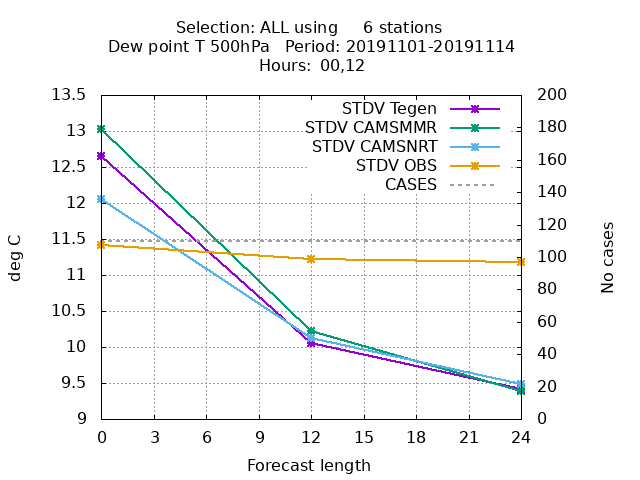 Selection: ALL using     6 stations
Dew point T 500hPa   Period: 20191101-20191114
Hours: 00,12
13.5
13
12.5
12
11.5
11
10.5
10
9.5
9
deg C
STDV Tegen
STDV CAMSMMR
STDV CAMSNRT
STDV OBS
CASES
200
180
160
140
120
100
80
60
40
20
0
No cases
0 3 6 9 12 15 18 21 24
Forecast length